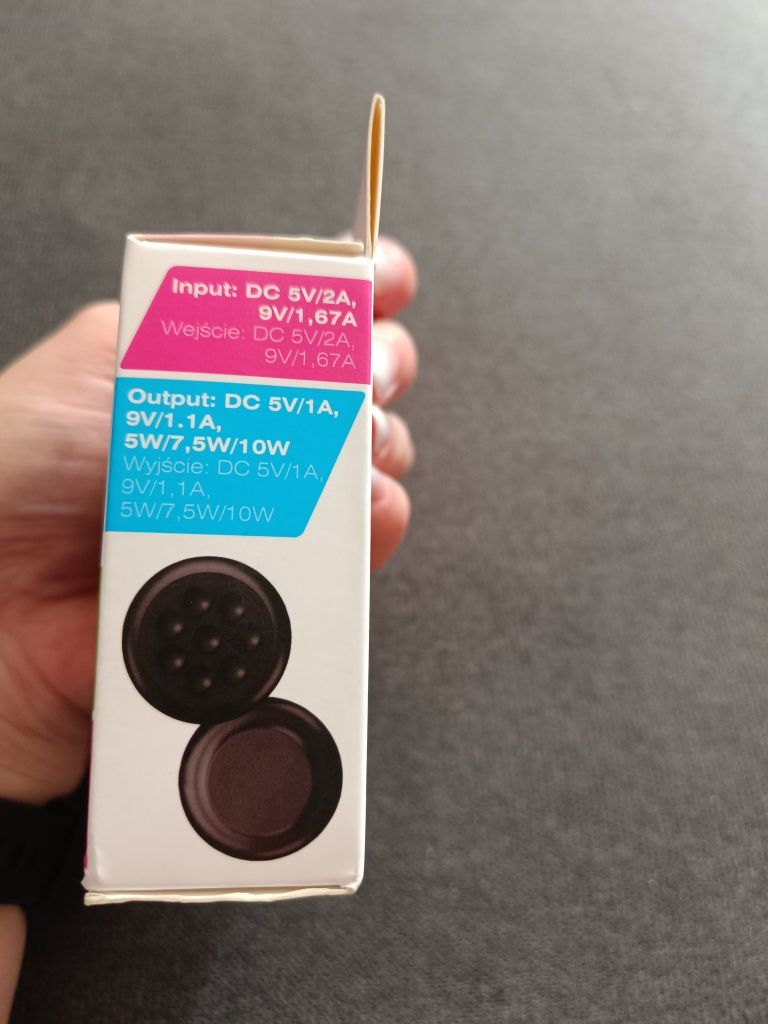 Input: DC 5V/2A,
9V/1,67A
Wejście: DC 5V/2A,
9V/1,67A
Output: DC 5V/1A,
9V/1.1A,
5W/7,5W/10W
Wyjście: DC 5V/1A,
9V/1,1A,
5W/7,5W/10W